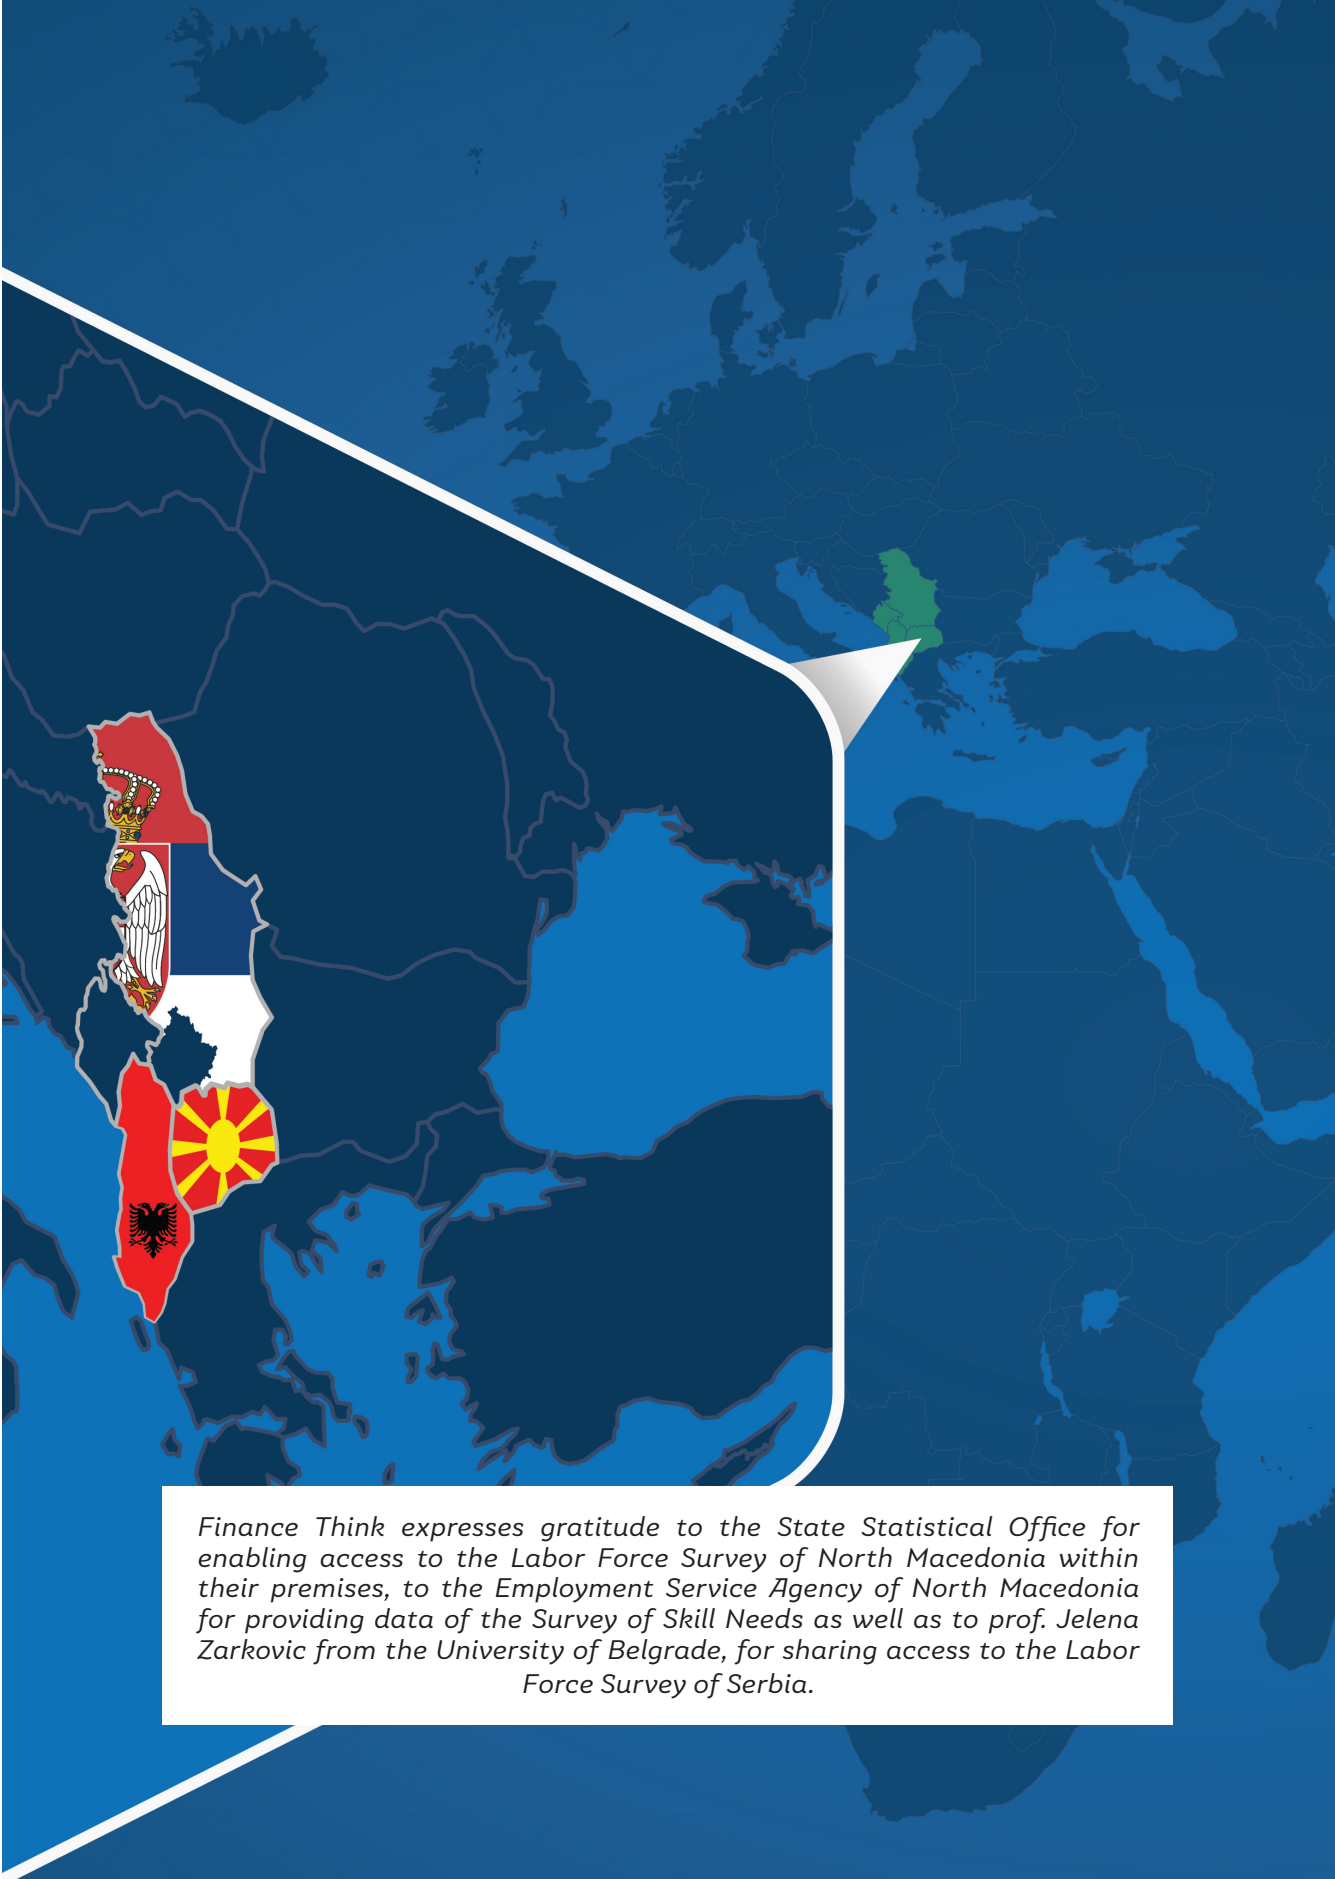 Finance Think expresses gratitude to the State Statistical Office for
enabling access to the Labor Force Survey of North Macedonia within
their premises, to the Employment Service Agency of North Macedonia
for providing data of the Survey of Skill Needs as well as to prof. Jelena
Zarkovic from the University of Belgrade, for sharing access to the Labor
Force Survey of Serbia.